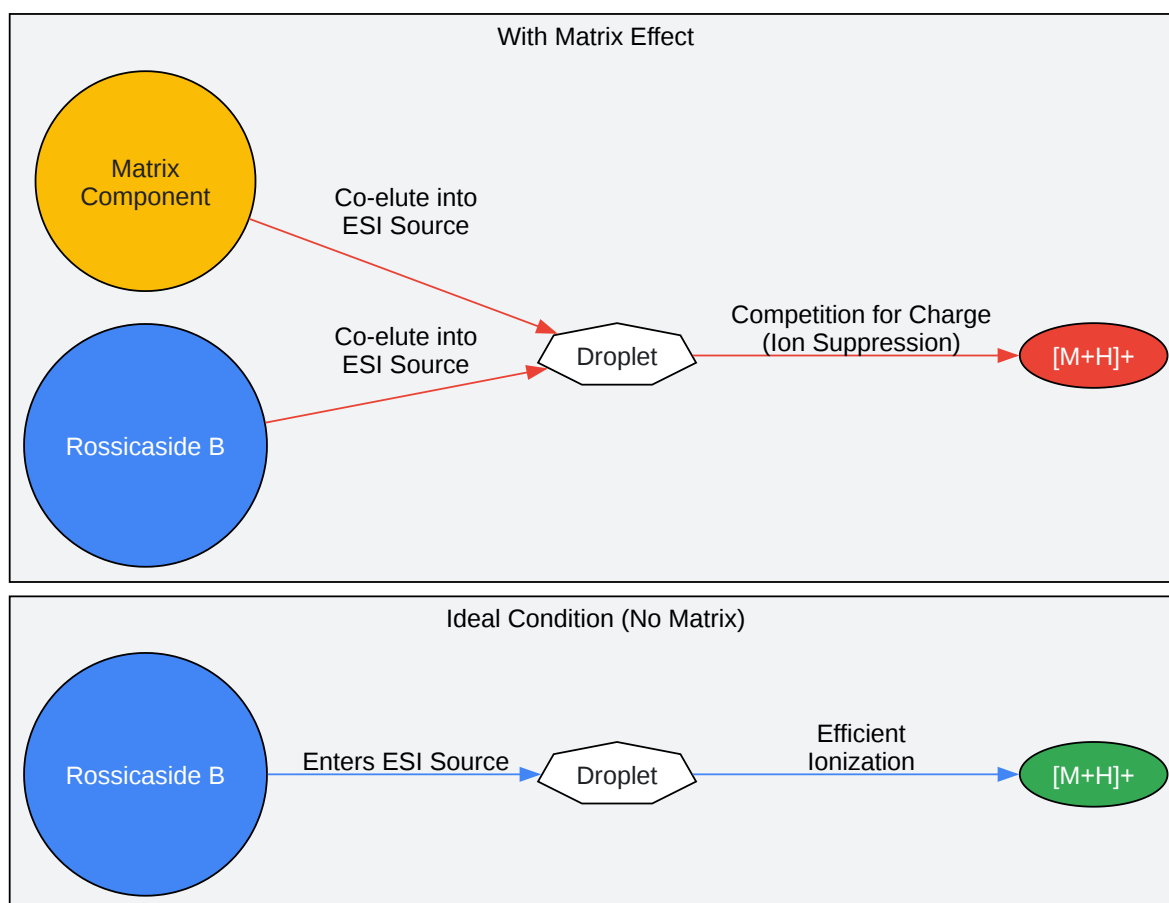 With Matrix Effect
Matrix
Component
Co-elute into
ESI Source
Rossicaside B
Co-elute into
ESI Source
Droplet
Competition for Charge
(Ion Suppression)
[M+H]+
Ideal Condition (No Matrix)
Rossicaside B
Enters ESI Source
Droplet
Efficient
Ionization
[M+H]+